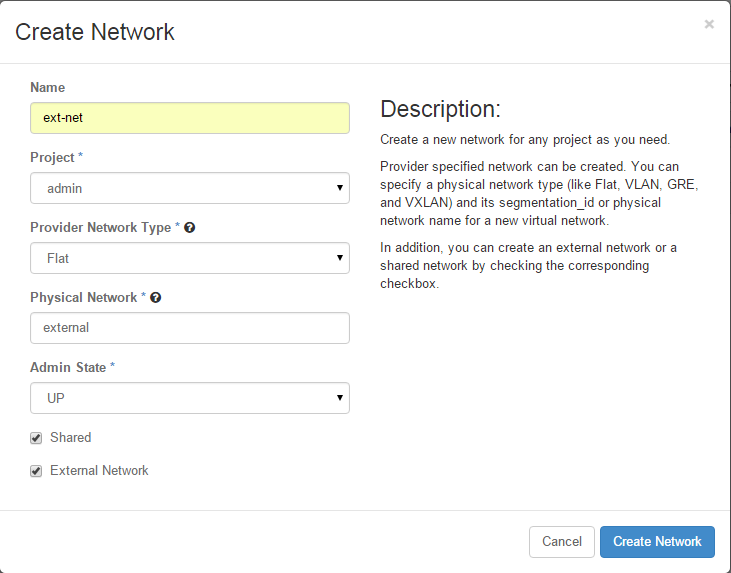 Create Network
×
Name
ext-net
Project *
admin
Provider Network Type * ?
Flat
Physical Network * ?
external
Admin State *
UP
Shared
External Network
Description:
Create a new network for any project as you need.
Provider specified network can be created. You can
specify a physical network type (like Flat, VLAN, GRE,
and VXLAN) and its segmentation_id or physical
network name for a new virtual network.
In addition, you can create an external network or a
shared network by checking the corresponding
checkbox.
Cancel
Create Network